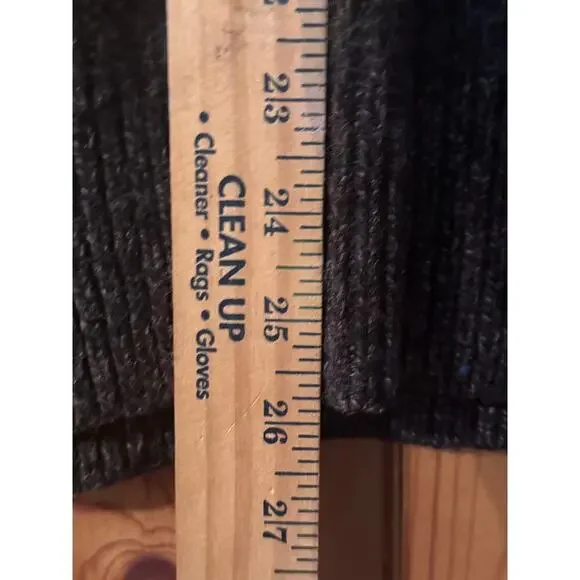 23
24
25
26
27
CLEAN UP
• Cleaner • Rags • Gloves